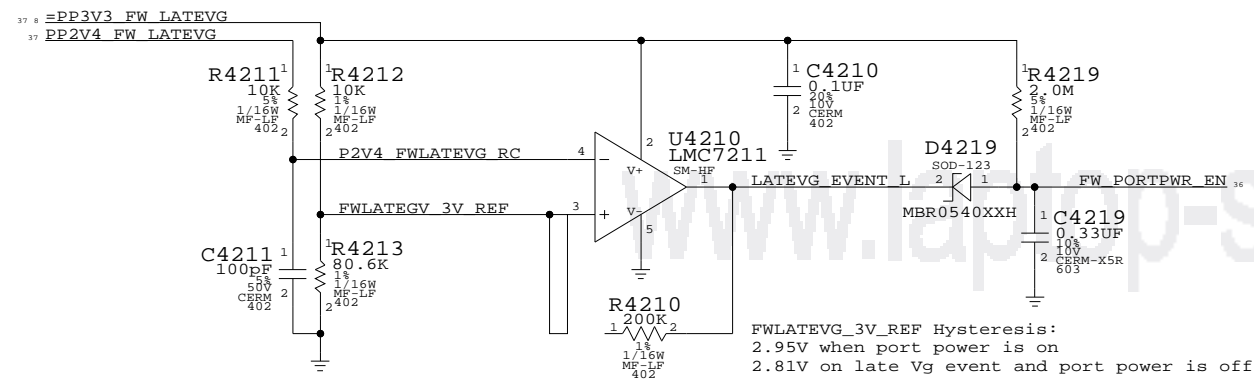 37 8 =PP3V3_FW_LATEVG
37 PP2V4_FW_LATEVG
R4211
10K
5%
1/16W
MF-LF
402
1
2
R4212
10K
1%
1/16W
MF-LF
402
1
2
C4210
0.1UF
20%
10V
CERM
402
1
2
R4219
2.0M
5%
1/16W
MF-LF
402
1
2
U4210
LMC7211
SM-HF
V+
V-
2
4
3
1
5
P2V4_FWLATEVG_RC
FWLATEGV_3V_REF
LATEVG_EVENT_L
D4219
SOD-123
2
1
MBR0540XXH
FW_PORTPWR_EN 36
C4211
100pF
5%
50V
CERM
402
1
2
R4213
80.6K
1%
1/16W
MF-LF
402
1
2
C4219
0.33UF
10%
10V
CERM-X5R
603
1
2
R4210
200K
1%
1/16W
MF-LF
402
1
2
FWLATEVG_3V_REF Hysteresis:
2.95V when port power is on
2.81V on late Vg event and port power is off
www.laptop-s